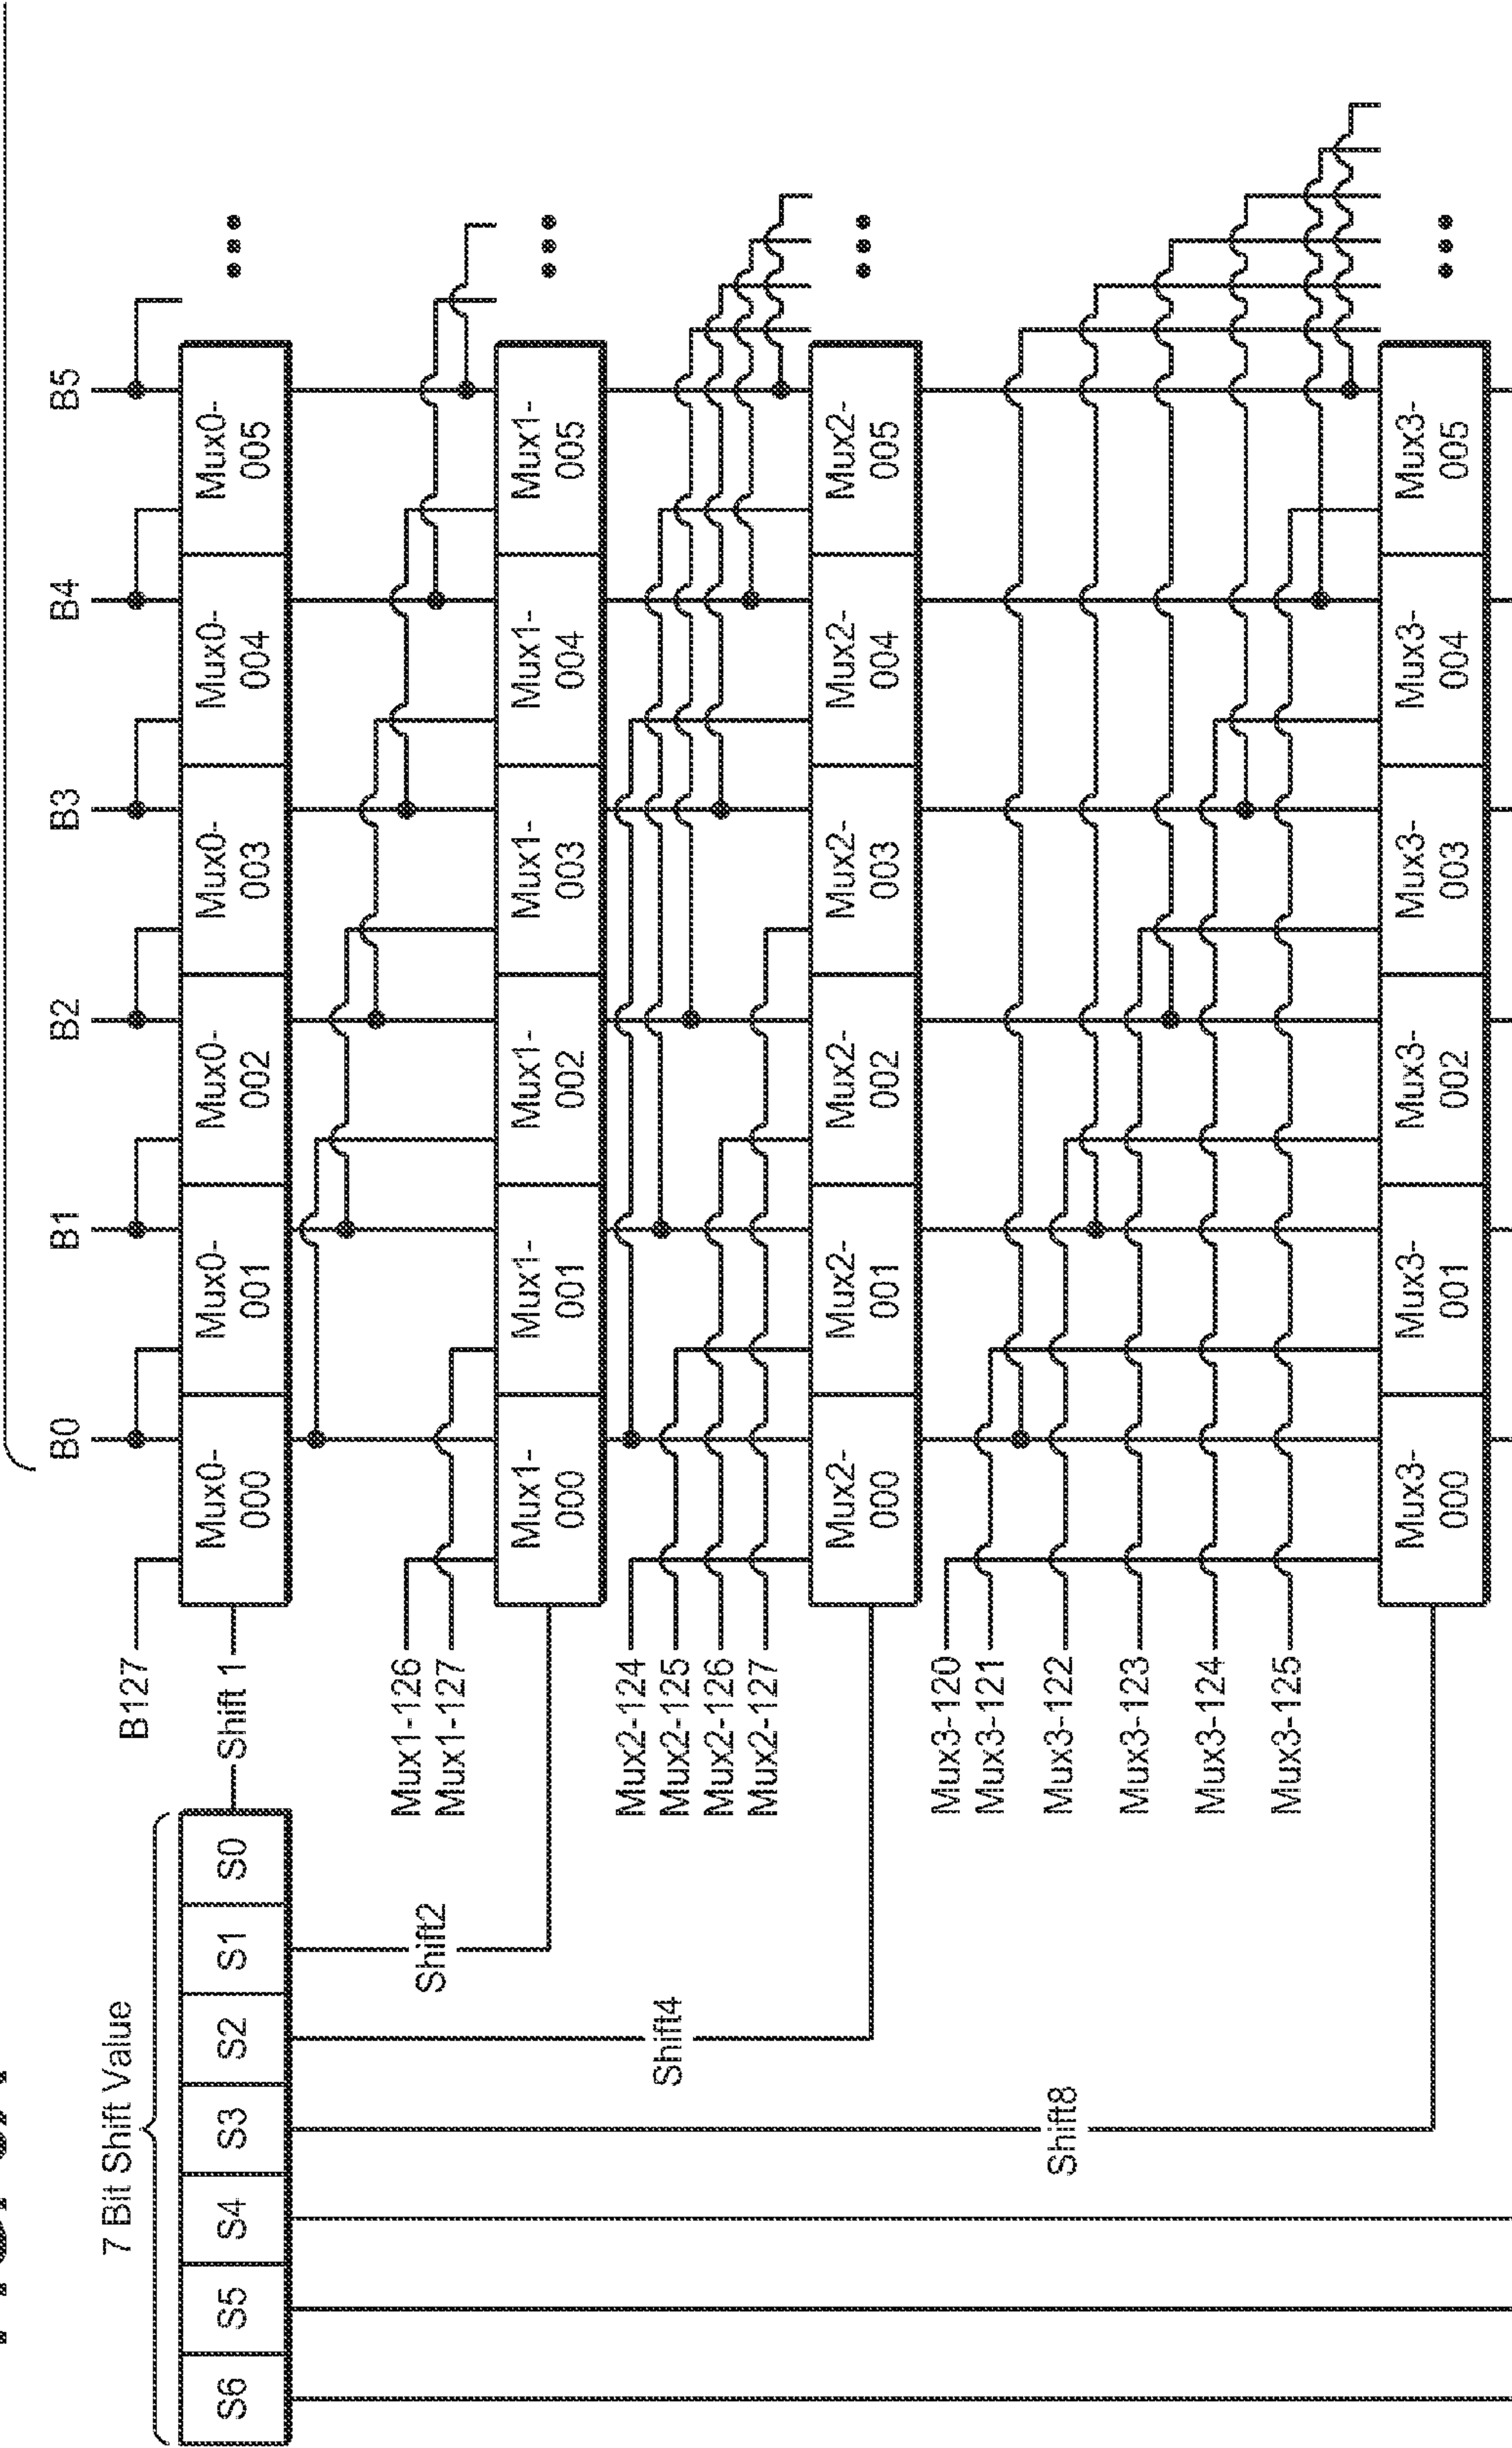 7 Bit Shift Value
S6 S5 S4 S3 S2 S1 S0
B127 B0 B1 B2 B3 B4 B5
Shift 1
Mux0-000 Mux0-001 Mux0-002 Mux0-003 Mux0-004 Mux0-005
Mux1-126
Mux1-127
Shift2
Mux1-000 Mux1-001 Mux1-002 Mux1-003 Mux1-004 Mux1-005
Mux2-124
Mux2-125
Mux2-126
Mux2-127
Shift4
Mux2-000 Mux2-001 Mux2-002 Mux2-003 Mux2-004 Mux2-005
Mux3-120
Mux3-121
Mux3-122
Mux3-123
Mux3-124
Mux3-125
Shift8
Mux3-000 Mux3-001 Mux3-002 Mux3-003 Mux3-004 Mux3-005